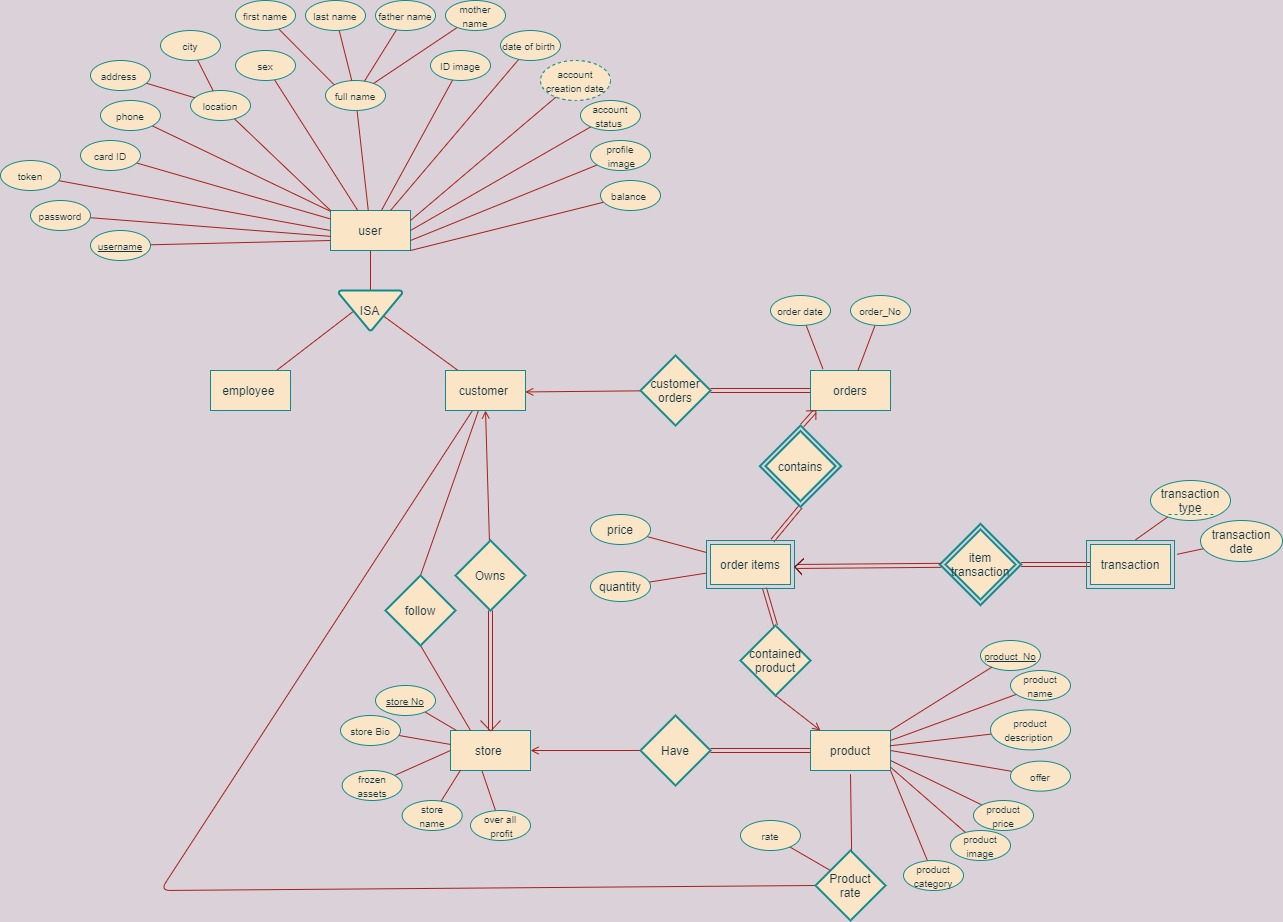 first name
last name
father name
mother
name
city
sex
ID image
date of birth
address
full name
account
creation date
location
phone
account
status
card ID
profile
image
token
balance
password
username
user
ISA
order date
order_No
employee
customer
customer
orders
orders
contains
transaction
type
price
transaction
date
order items
item
transaction
transaction
Owns
quantity
follow
contained
product
product_No
product
name
store No
store Bio
product
description
store
Have
product
offer
frozen
assets
store
name
over all
profit
product
price
rate
product
image
Product
rate
product
category